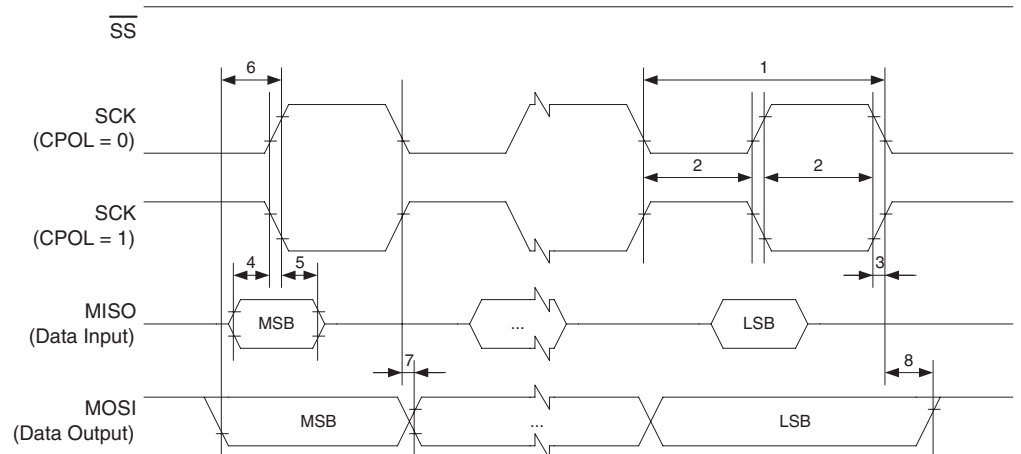 SS
6
1
SCK
(CPOL = 0)
2
2
SCK
(CPOL = 1)
4
5
3
MISO
(Data Input)
MSB
...
LSB
7
8
MOSI
(Data Output)
MSB
...
LSB